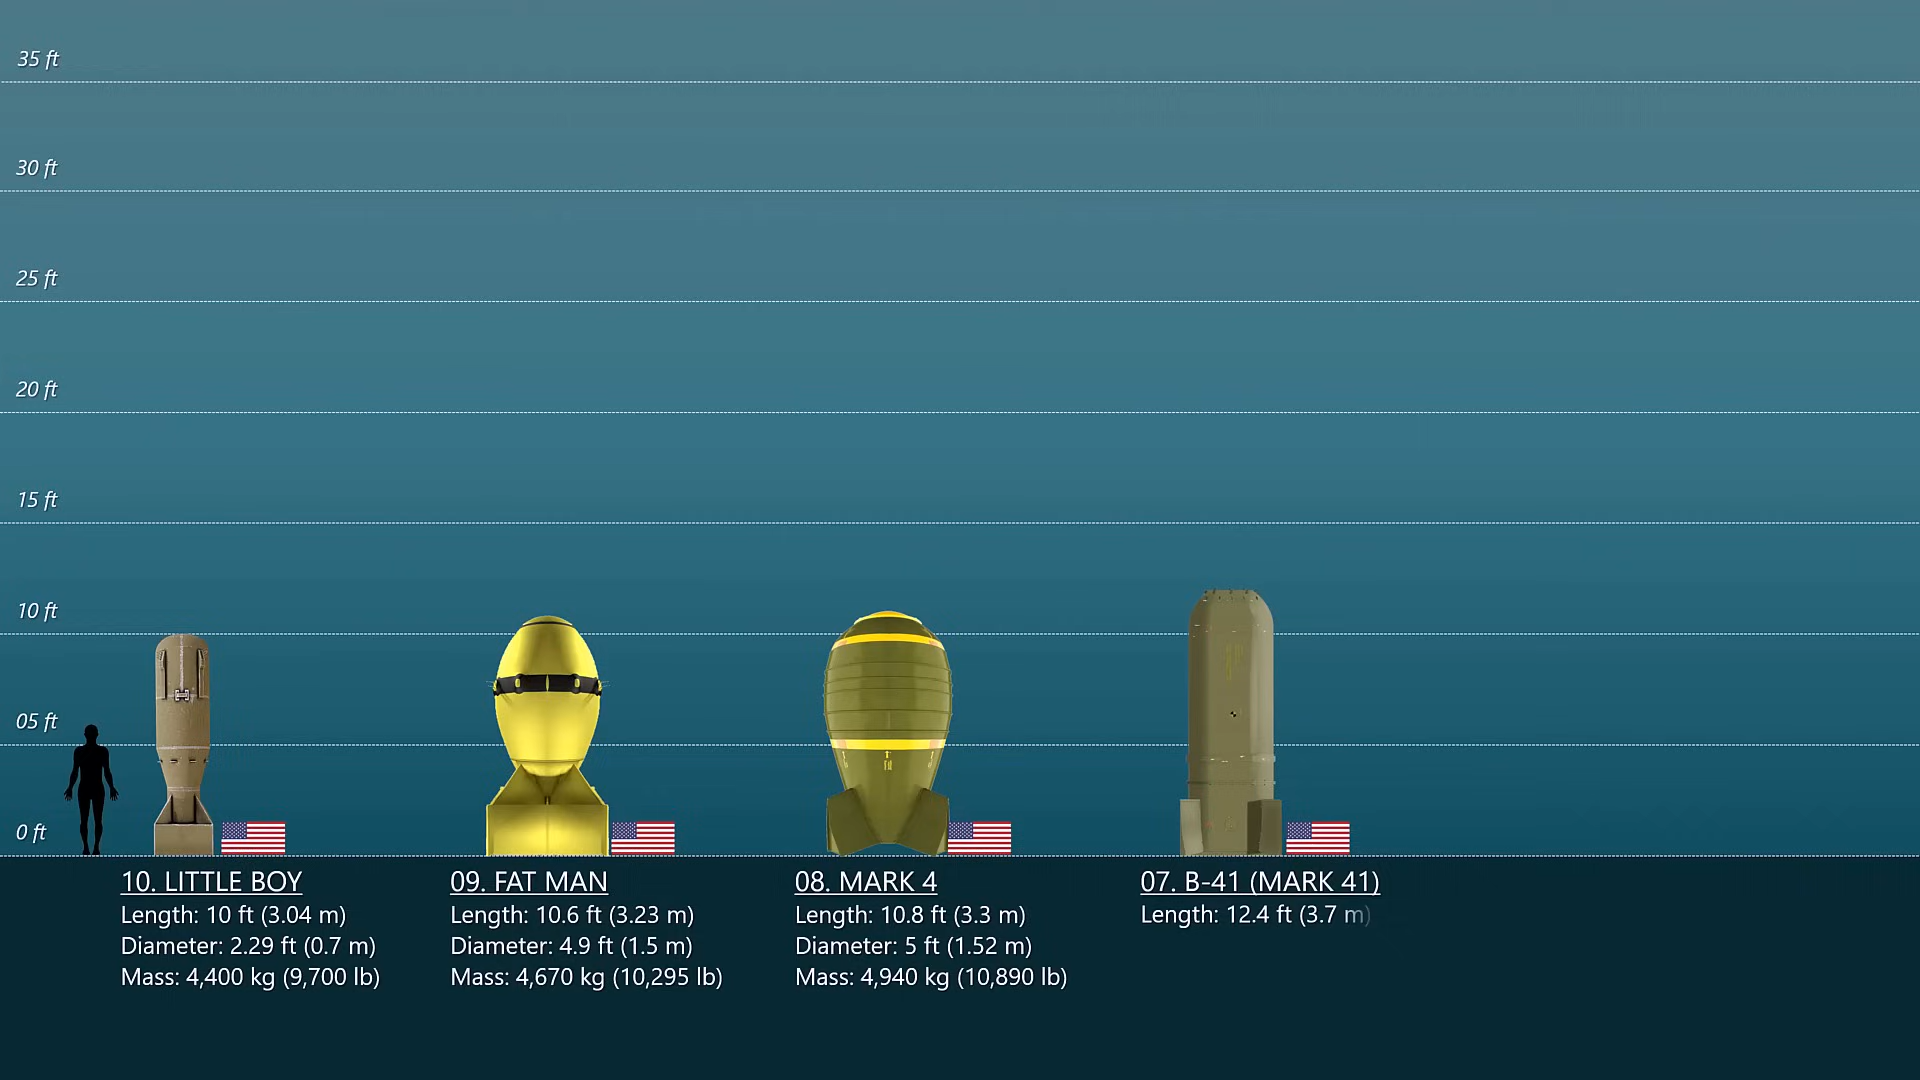 35 ft
30 ft
25 ft
20 ft
15 ft
10 ft
05 ft
0 ft
10. LITTLE BOY
Length: 10 ft (3.04 m)
Diameter: 2.29 ft (0.7 m)
Mass: 4,400 kg (9,700 lb)
09. FAT MAN
Length: 10.6 ft (3.23 m)
Diameter: 4.9 ft (1.5 m)
Mass: 4,670 kg (10,295 lb)
08. MARK 4
Length: 10.8 ft (3.3 m)
Diameter: 5 ft (1.52 m)
Mass: 4,940 kg (10,890 lb)
07. B-41 (MARK 41)
Length: 12.4 ft (3.7 m)